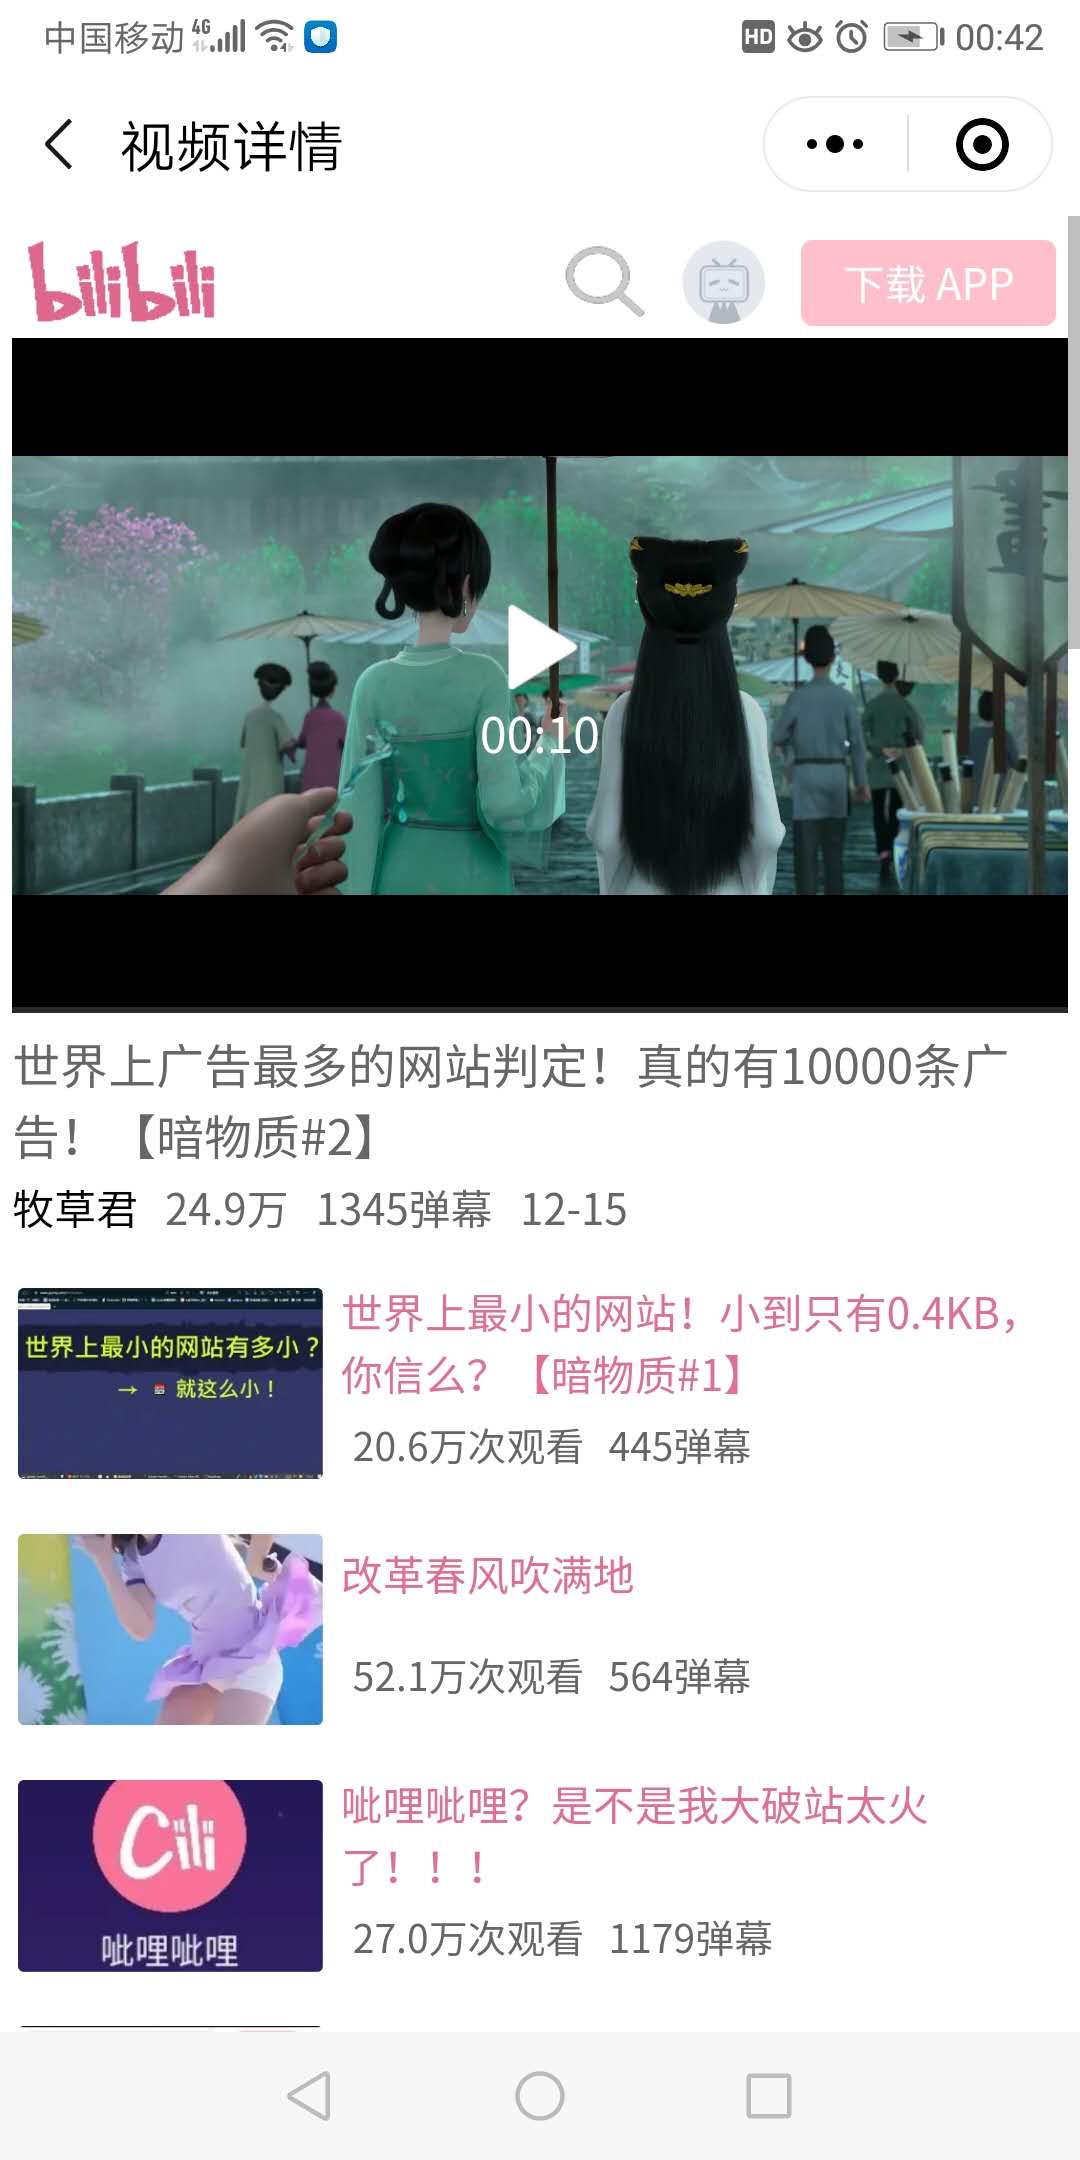 中国移动 4G HD 00:42
视频详情
bilibili 下载 APP
00:10
世界上广告最多的网站判定！真的有10000条广
告！【暗物质#2】
牧草君 24.9万 1345弹幕 12-15
世界上最小的网站有多小？
→ 就这么小！
世界上最小的网站！小到只有0.4KB，
你信么？【暗物质#1】
20.6万次观看 445弹幕
改革春风吹满地
52.1万次观看 564弹幕
Cili
呲哩呲哩
呲哩呲哩？是不是我大破站太火
了！！！
27.0万次观看 1179弹幕